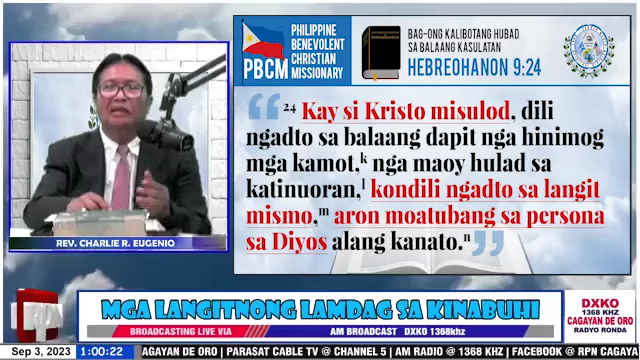 PHILIPPINE
BENEVOLENT
CHRISTIAN
MISSIONARY
PBCM
BAG-ONG KALIBOTANG HUBAD
SA BALAANG KASULATAN
HEBREOHANON 9:24
“24 Kay si Kristo misulod, dili
ngadto sa balaang dapit nga hinimog
mga kamot,k nga maoy hulad sa
katinuoran,l kondili ngadto sa langit
mismo,m aron moatubang sa persona
sa Diyos alang kanato.n”
REV. CHARLIE R. EUGENIO
MGA LANGITNONG LAMDAG SA KINABUHI
BROADCASTING LIVE VIA
AM BROADCAST DXKO 1368khz
DXKO
1368 KHZ
CAGAYAN DE ORO
RADYO RONDA
Sep 3, 2023
1:00:22
AGAYAN DE ORO | PARASAT CABLE TV @ CHANNEL 5 | AM RADIO @ 1368 KHZ | FACEBOOK @ RPN CAGAYA